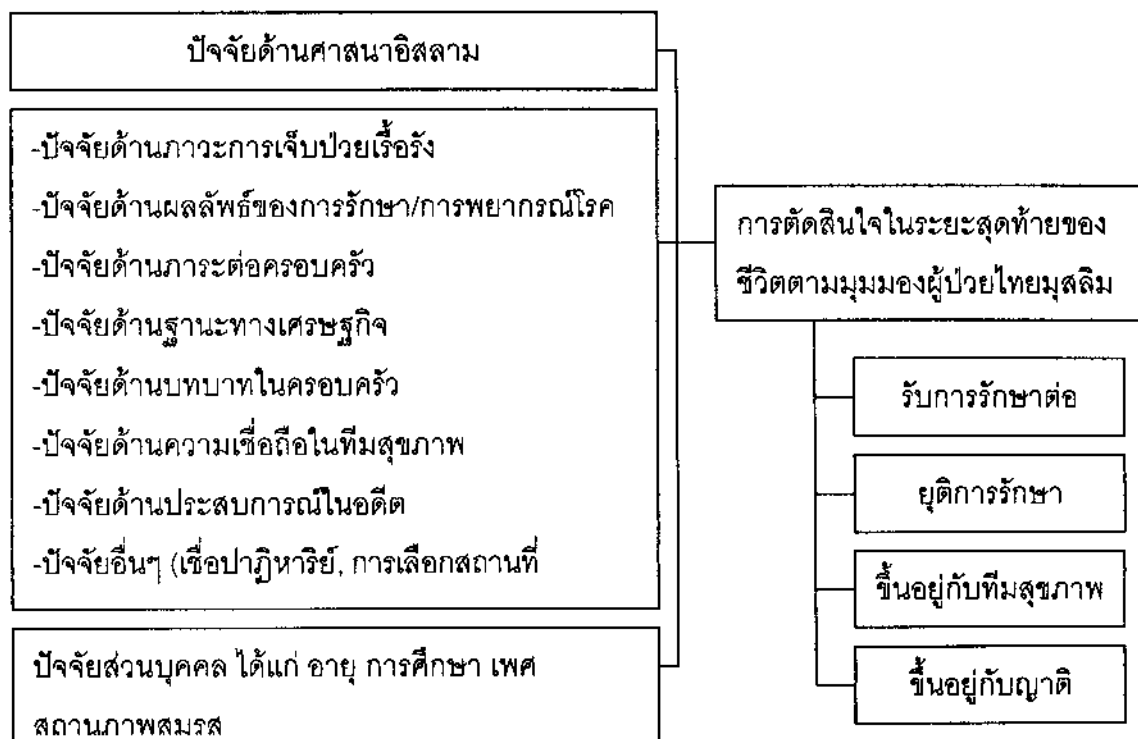 ปัจจัยด้านศาสนาอิสลาม
-ปัจจัยด้านภาวะการเจ็บป่วยเรื้อรัง
-ปัจจัยด้านผลลัพธ์ของการรักษา/การพยากรณ์โรค
-ปัจจัยด้านภาระต่อครอบครัว
-ปัจจัยด้านฐานะทางเศรษฐกิจ
-ปัจจัยด้านบทบาทในครอบครัว
-ปัจจัยด้านความเชื่อถือในทีมสุขภาพ
-ปัจจัยด้านประสบการณ์ในอดีต
-ปัจจัยอื่นๆ (เชื่อปาฏิหาริย์, การเลือกสถานที่
ปัจจัยส่วนบุคคล ได้แก่ อายุ การศึกษา เพศ
สถานภาพสมรส
การตัดสินใจในระยะสุดท้ายของ
ชีวิตตามมุมมองผู้ป่วยไทยมุสลิม
รับการรักษาต่อ
ยุติการรักษา
ขึ้นอยู่กับทีมสุขภาพ
ขึ้นอยู่กับญาติ